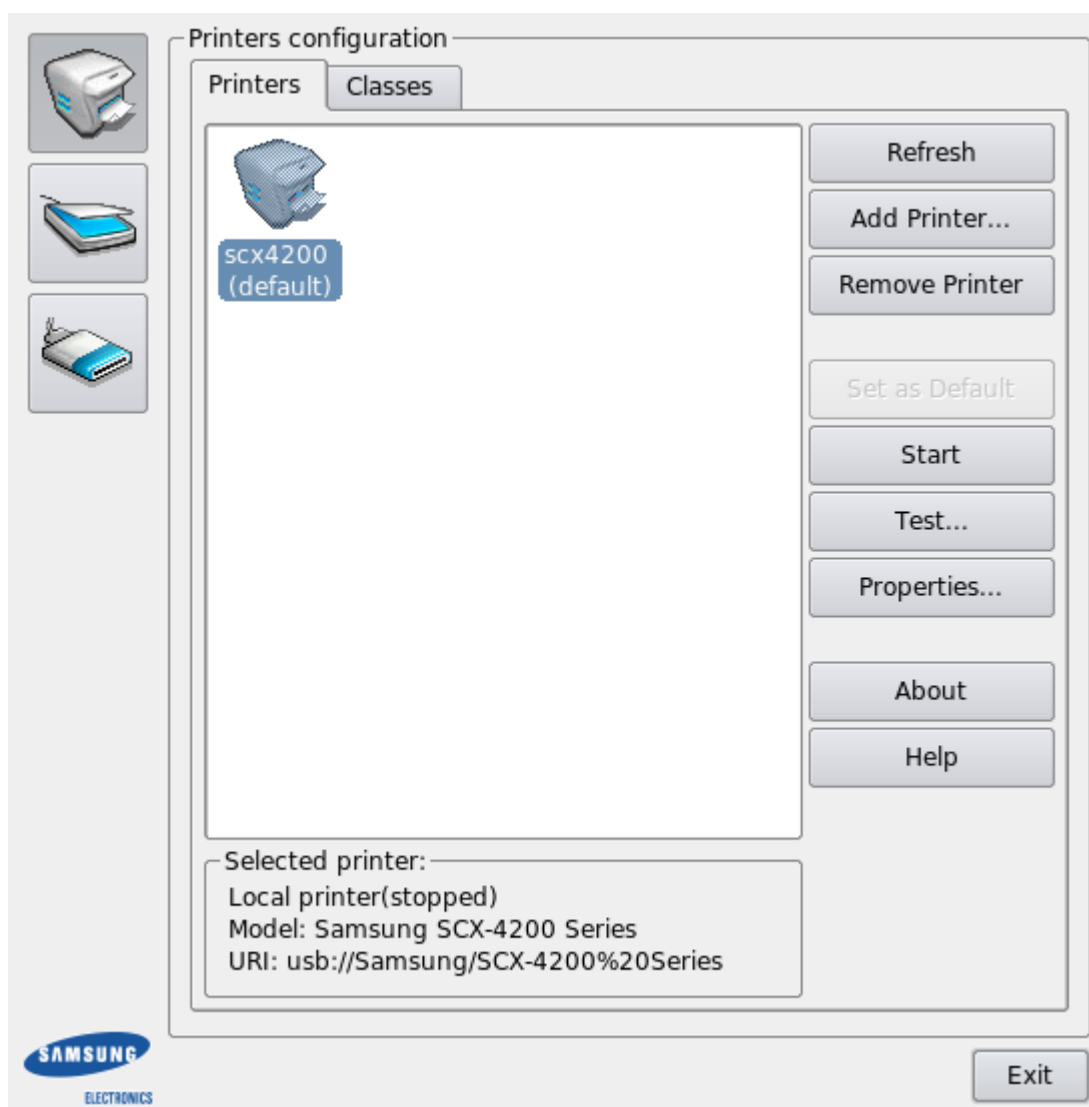 Printers configuration
Printers
Classes
scx4200
(default)
Refresh
Add Printer...
Remove Printer
Set as Default
Start
Test...
Properties...
About
Help
Selected printer:
Local printer(stopped)
Model: Samsung SCX-4200 Series
URI: usb://Samsung/SCX-4200%20Series
SAMSUNG
ELECTRONICS
Exit